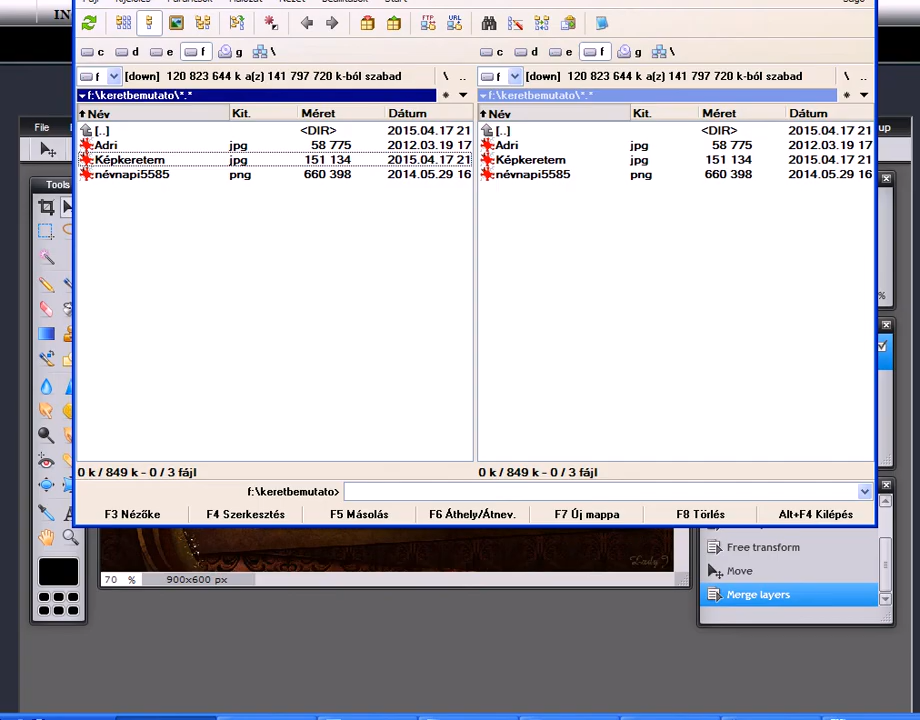 IN
File
up
Tools
c d e f g \
c d e f g \
f [down] 120 823 644 k a(z) 141 797 720 k-ból szabad \ ..
f [down] 120 823 644 k a(z) 141 797 720 k-ból szabad \ ..
f:\keretbemutato\*.* * 
f:\keretbemutato\*.* *
Név Kit. Méret Dátum
Név Kit. Méret Dátum
[..] <DIR> 2015.04.17 21
[..] <DIR> 2015.04.17 21
Adri jpg 58 775 2012.03.19 17
Adri jpg 58 775 2012.03.19 17
Képkeretem jpg 151 134 2015.04.17 21
Képkeretem jpg 151 134 2015.04.17 21
névnapi5585 png 660 398 2014.05.29 16
névnapi5585 png 660 398 2014.05.29 16
%
0 k / 849 k - 0 / 3 fájl
0 k / 849 k - 0 / 3 fájl
f:\keretbemutato>
F3 Nézőke F4 Szerkesztés F5 Másolás F6 Áthely/Átnev. F7 Új mappa F8 Törlés Alt+F4 Kilépés
FTP URL
70 % 900x600 px
Free transform
Move
Merge layers